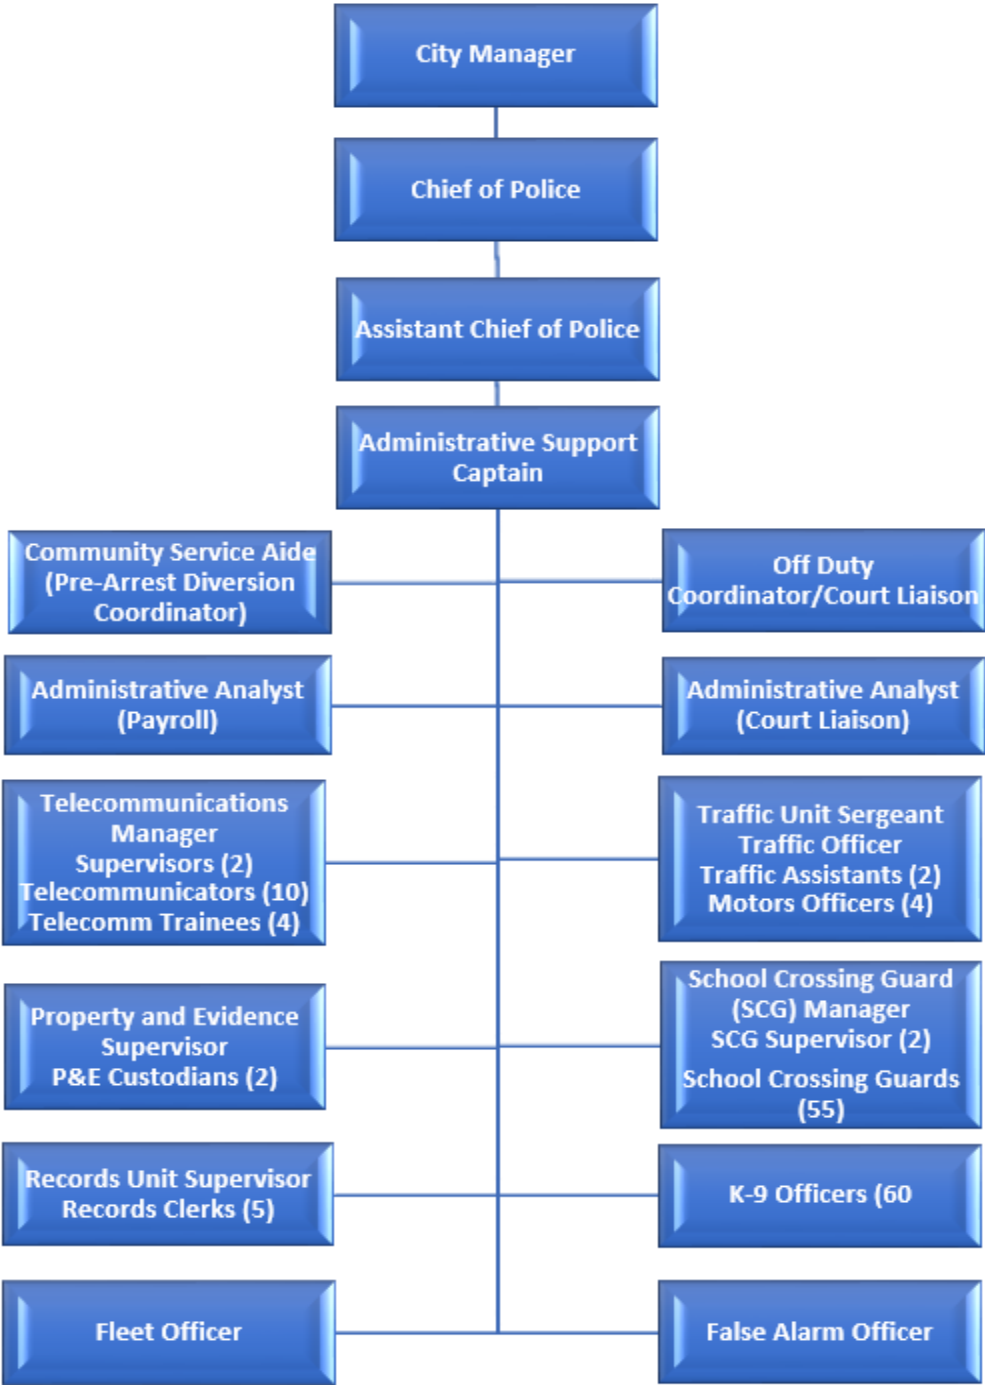 City Manager
Chief of Police
Assistant Chief of Police
Administrative Support
Captain
Community Service Aide
(Pre-Arrest Diversion
Coordinator)
Off Duty
Coordinator/Court Liaison
Administrative Analyst
(Payroll)
Administrative Analyst
(Court Liaison)
Telecommunications
Manager
Supervisors (2)
Telecommunicators (10)
Telecomm Trainees (4)
Traffic Unit Sergeant
Traffic Officer
Traffic Assistants (2)
Motors Officers (4)
Property and Evidence
Supervisor
P&E Custodians (2)
School Crossing Guard
(SCG) Manager
SCG Supervisor (2)
School Crossing Guards
(55)
Records Unit Supervisor
Records Clerks (5)
K-9 Officers (60
Fleet Officer
False Alarm Officer